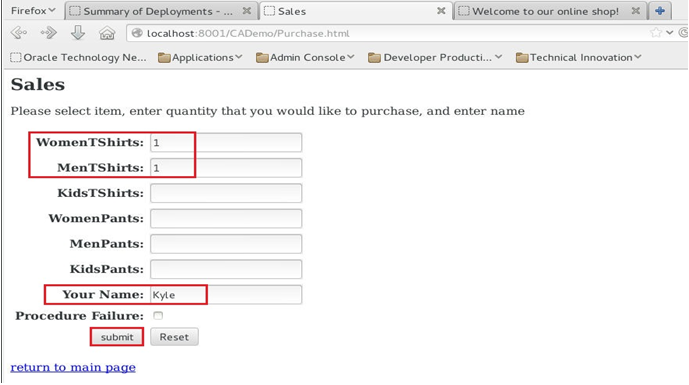 Firefox Summary of Deployments - ... Sales Welcome to our online shop!
localhost:8001/CADemo/Purchase.html
Oracle Technology Ne... Applications Admin Console Developer Producti... Technical Innovation
Sales
Please select item, enter quantity that you would like to purchase, and enter name
WomenTShirts: 1
MenTShirts: 1
KidsTShirts:
WomenPants:
MenPants:
KidsPants:
Your Name: Kyle
Procedure Failure:
submit Reset
return to main page